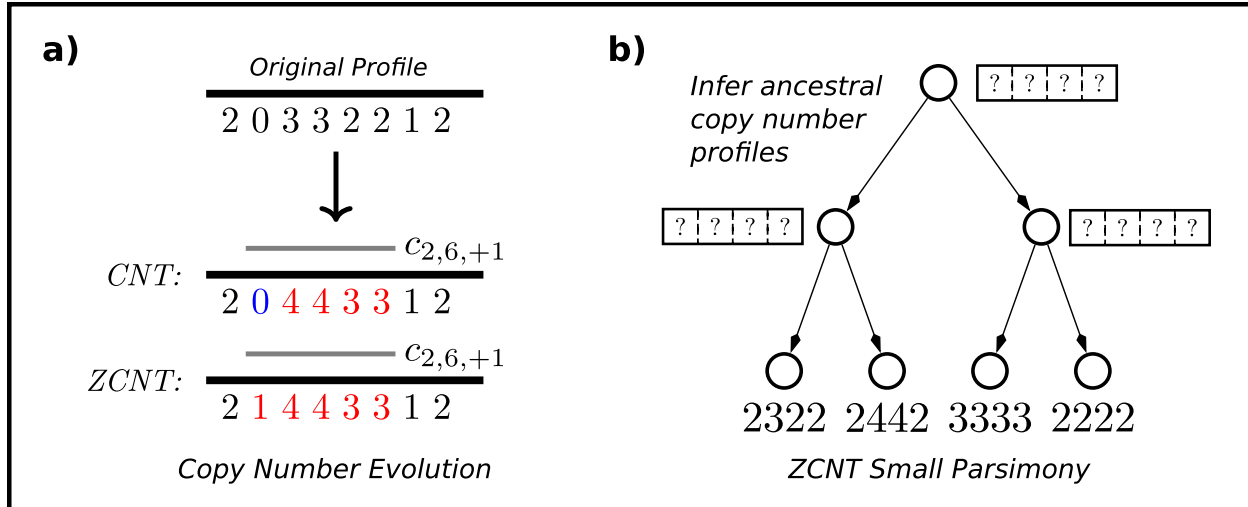 a)
Original Profile
2 0 3 3 2 2 1 2
c2,6,+1
CNT:
2 0 4 4 3 3 1 2
c2,6,+1
ZCNT:
2 1 4 4 3 3 1 2
Copy Number Evolution
b)
Infer ancestral
copy number
profiles
? ? ? ?
? ? ? ?
? ? ? ?
2322 2442 3333 2222
ZCNT Small Parsimony